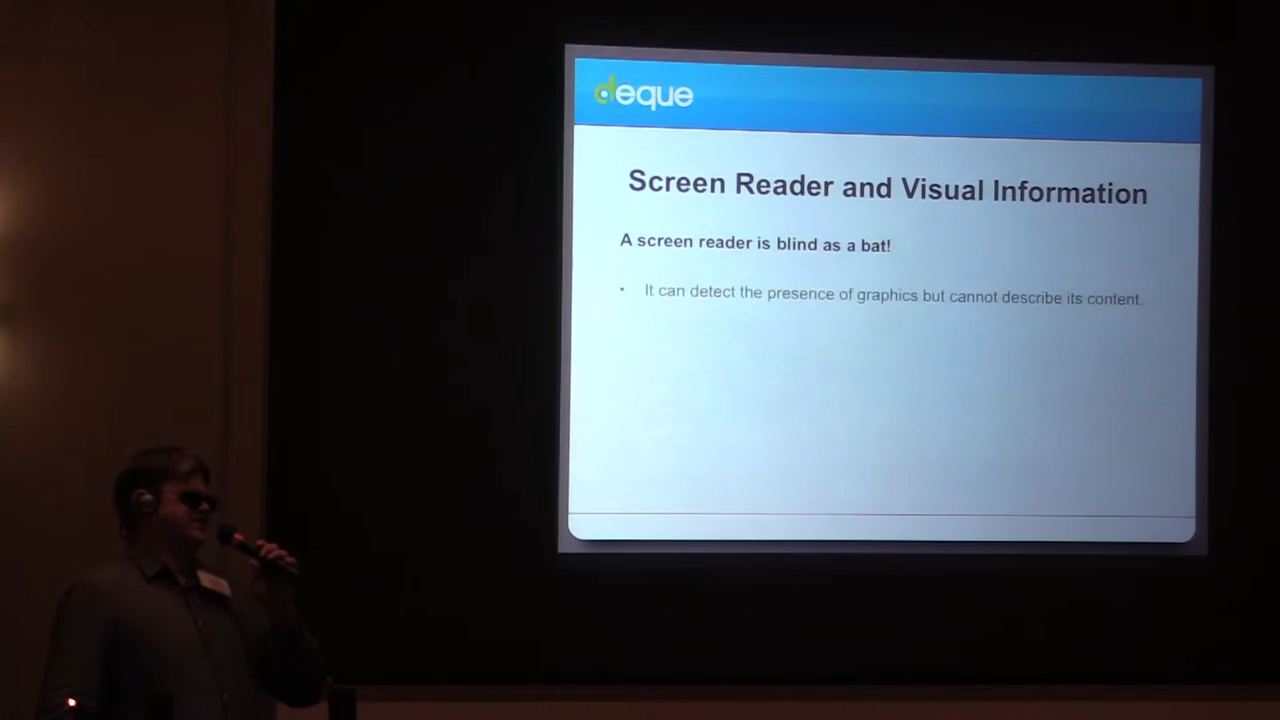 deque
Screen Reader and Visual Information
A screen reader is blind as a bat!
• It can detect the presence of graphics but cannot describe its content.